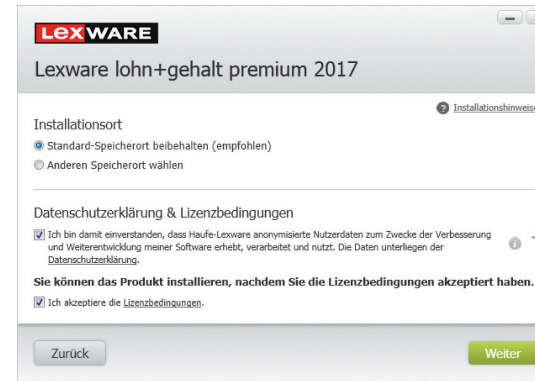 LEXWARE
Lexware lohn+gehalt premium 2017
Installationshinweise
Installationsort
Standard-Speicherort beibehalten (empfohlen)
Anderen Speicherort wählen
Datenschutzerklärung & Lizenzbedingungen
Ich bin damit einverstanden, dass Haufe-Lexware anonymisierte Nutzerdaten zum Zwecke der Verbesserung
und Weiterentwicklung meiner Software erhebt, verarbeitet und nutzt. Die Daten unterliegen der
Datenschutzerklärung.
Sie können das Produkt installieren, nachdem Sie die Lizenzbedingungen akzeptiert haben.
Ich akzeptiere die Lizenzbedingungen.
Zurück
Weiter